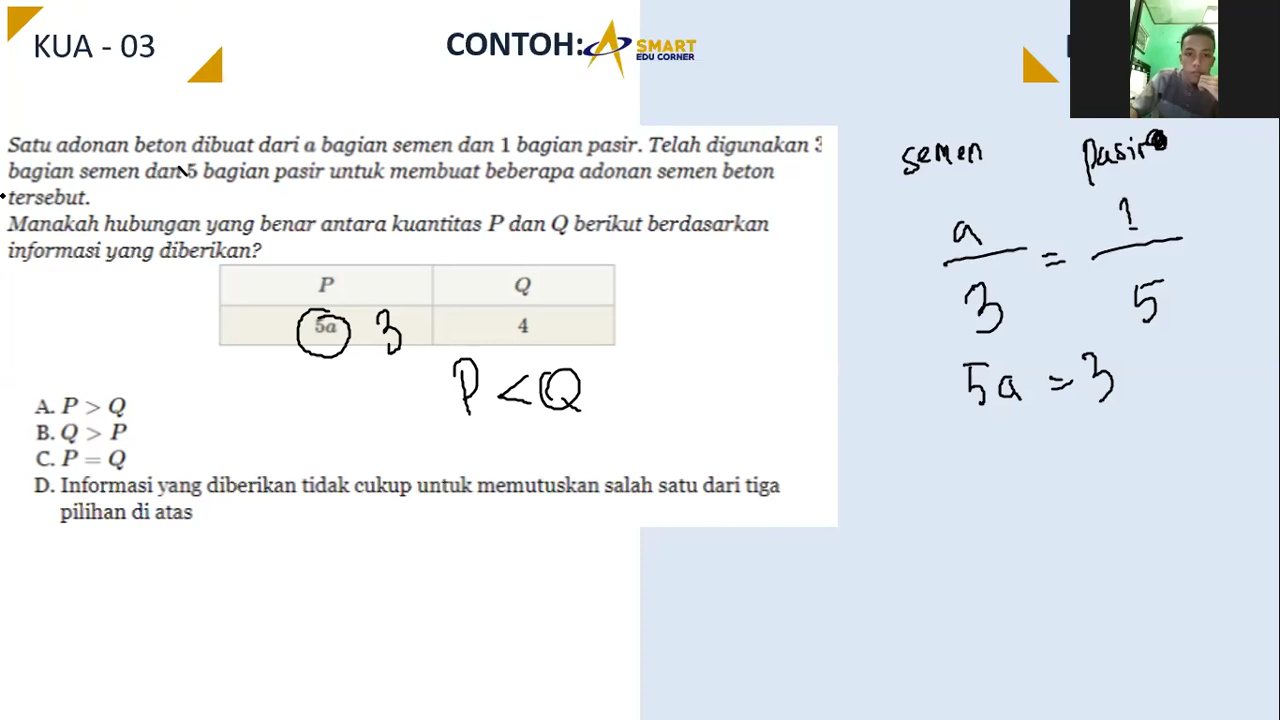 KUA - 03
CONTOH:
SMART
EDU CORNER
Satu adonan beton dibuat dari a bagian semen dan 1 bagian pasir. Telah digunakan 3
bagian semen dan 5 bagian pasir untuk membuat beberapa adonan semen beton
tersebut.
Manakah hubungan yang benar antara kuantitas P dan Q berikut berdasarkan
informasi yang diberikan?
P Q
5a 3 4
P < Q
A. P > Q
B. Q > P
C. P = Q
D. Informasi yang diberikan tidak cukup untuk memutuskan salah satu dari tiga
pilihan di atas
semen pasir
a/3 = 1/5
5a = 3